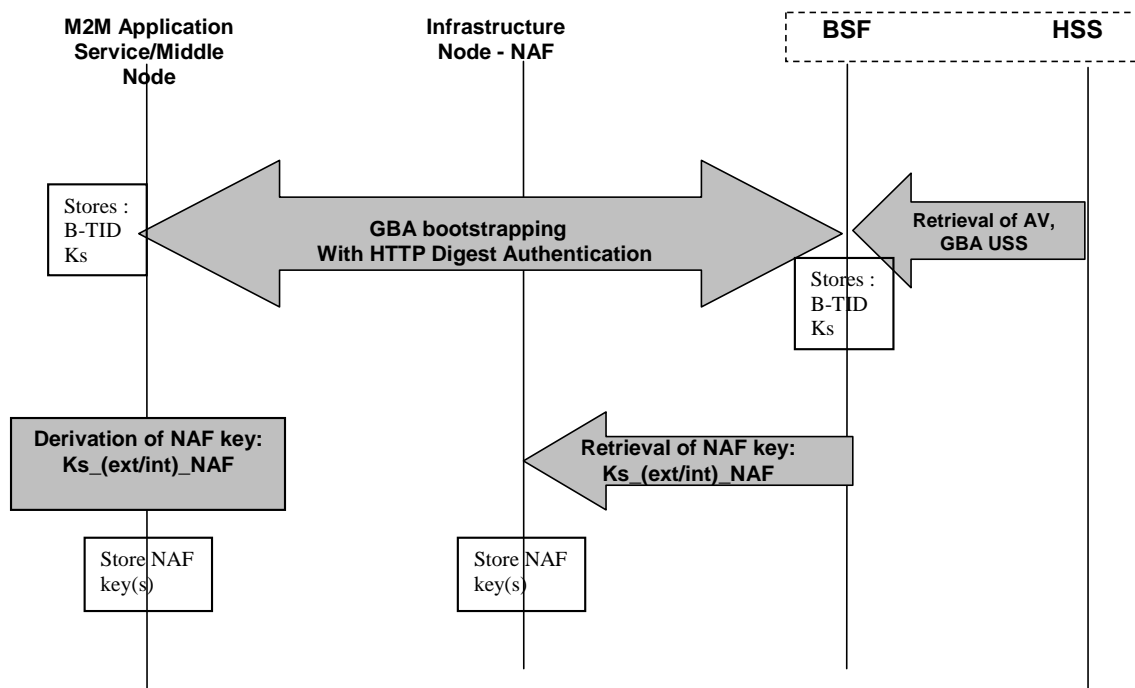 M2M Application
Service/Middle
Node
Infrastructure
Node - NAF
BSF
HSS
Stores :
B-TID
Ks
GBA bootstrapping
With HTTP Digest Authentication
Retrieval of AV,
GBA USS
Stores :
B-TID
Ks
Derivation of NAF key:
Ks_(ext/int)_NAF
Retrieval of NAF key:
Ks_(ext/int)_NAF
Store NAF
key(s)
Store NAF
key(s)